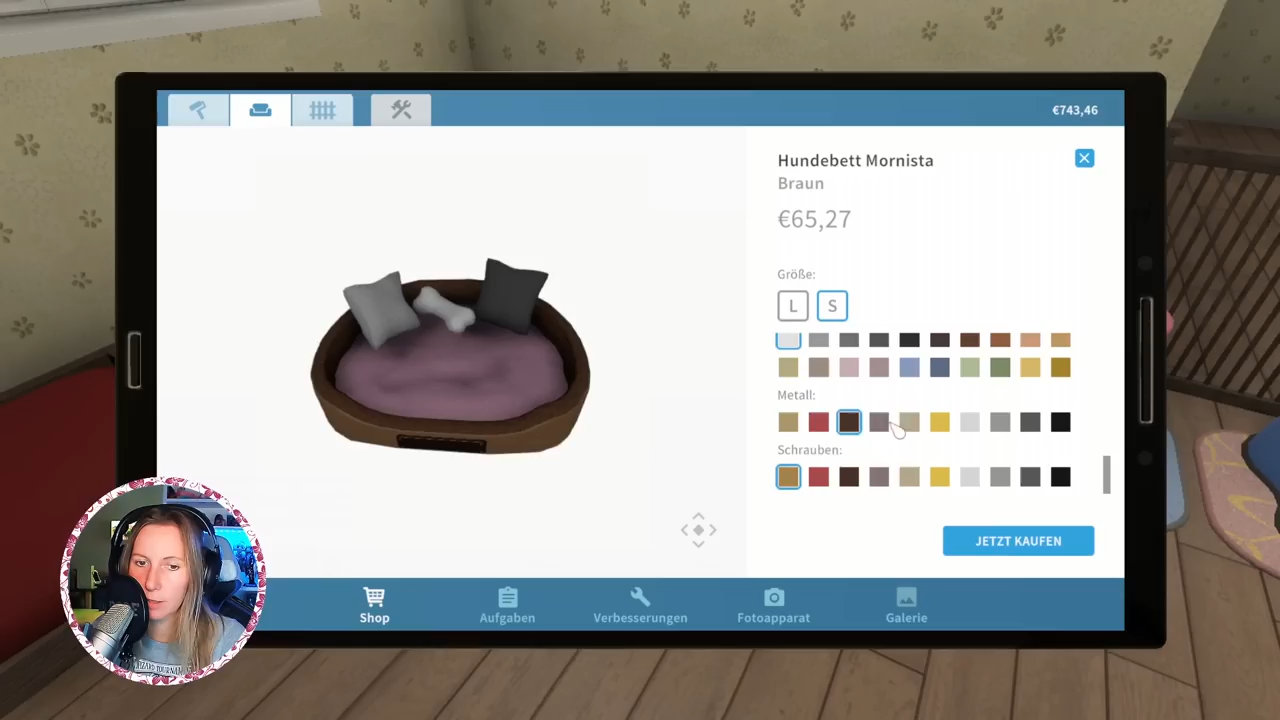 €743,46
Hundebett Mornista
Braun
€65,27
Größe:
L S
Metall:
Schrauben:
JETZT KAUFEN
Shop Aufgaben Verbesserungen Fotoapparat Galerie